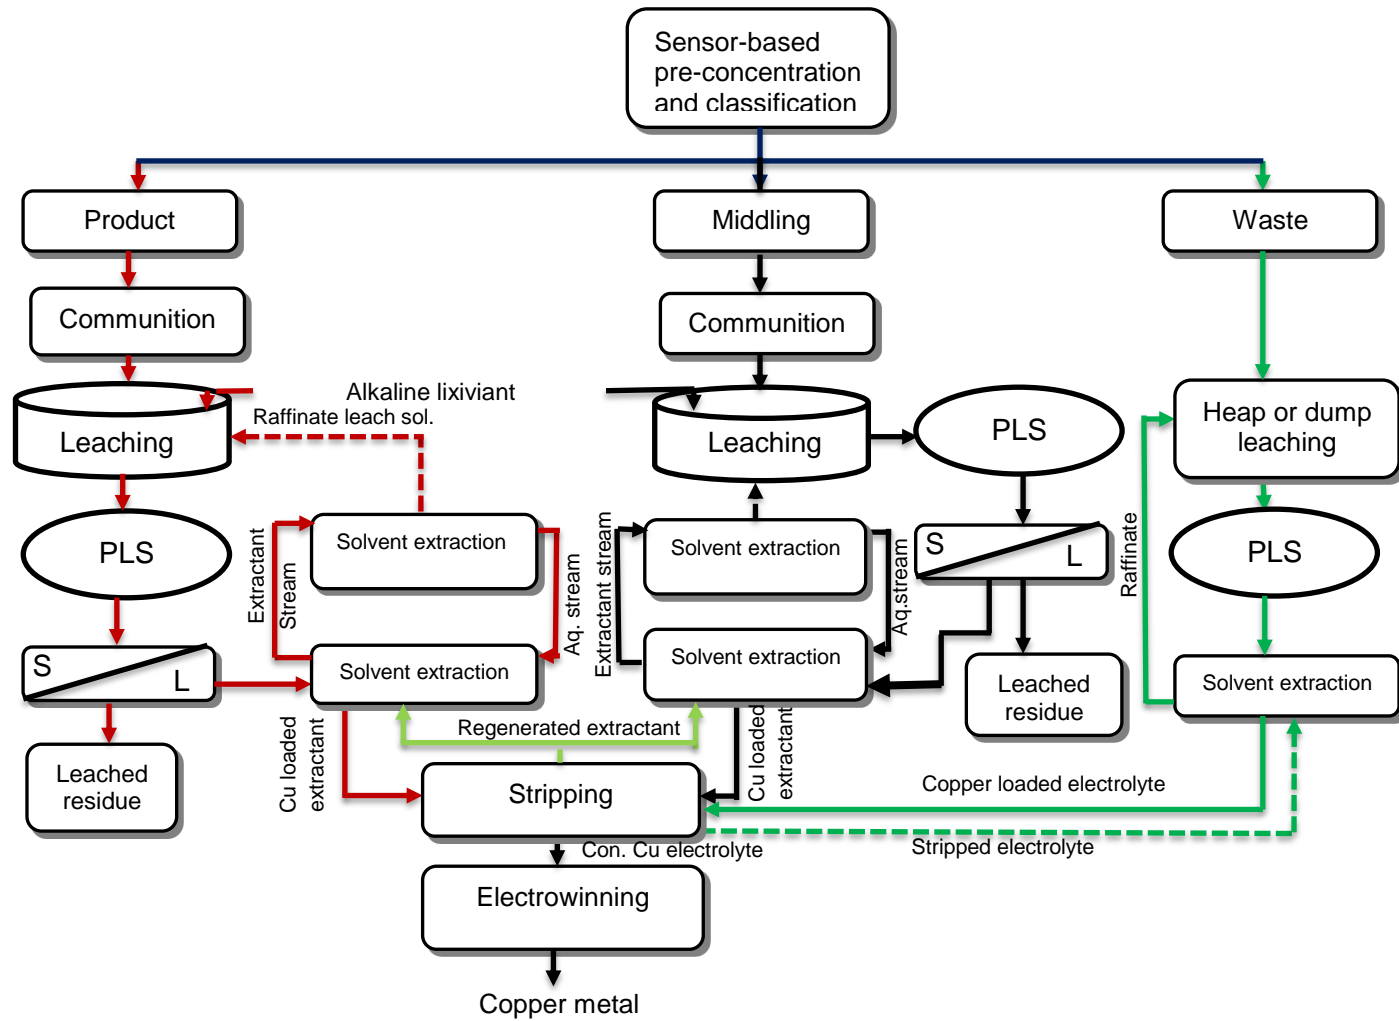 Sensor-based
pre-concentration
and classification
Product
Middling
Waste
Communition
Communition
Alkaline lixiviant
Raffinate leach sol.
Leaching
Leaching
PLS
Heap or dump
leaching
PLS
Extractant
Stream
Solvent extraction
Aq. stream
Extractant stream
Solvent extraction
Aq.stream
S
L
Raffinate
PLS
S
L
Solvent extraction
Solvent extraction
Leached
residue
Solvent extraction
Leached
residue
Cu loaded
extractant
Regenerated extractant
Cu loaded
extractant
Stripping
Copper loaded electrolyte
Con. Cu electrolyte
Stripped electrolyte
Electrowinning
Copper metal